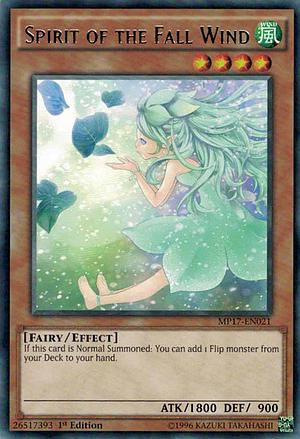 SPIRIT OF THE FALL WIND
WIND
風
MP17-EN021
[FAIRY/EFFECT]
If this card is Normal Summoned: You can add 1 Flip monster from
your Deck to your hand.
ATK/1800 DEF/ 900
26517393 1st Edition ©1996 KAZUKI TAKAHASHI